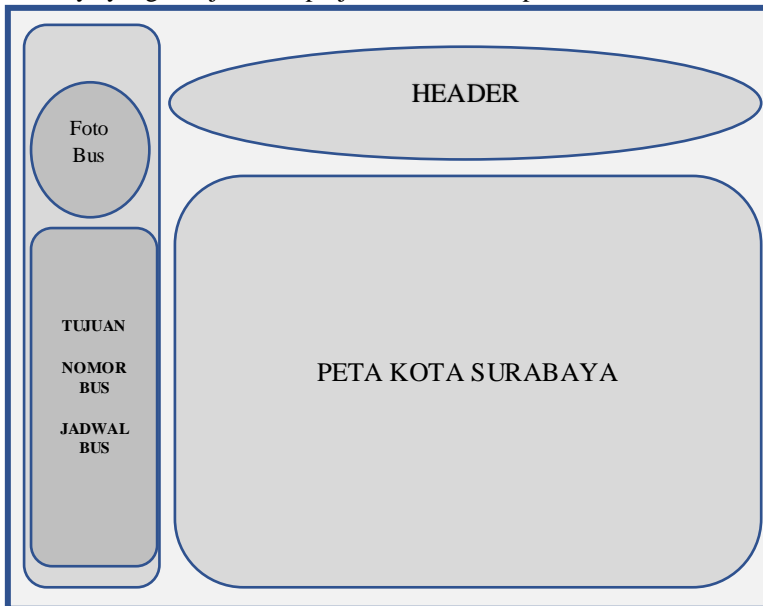 HEADER
Foto
Bus
TUJUAN
NOMOR
BUS
JADWAL
BUS
PETA KOTA SURABAYA